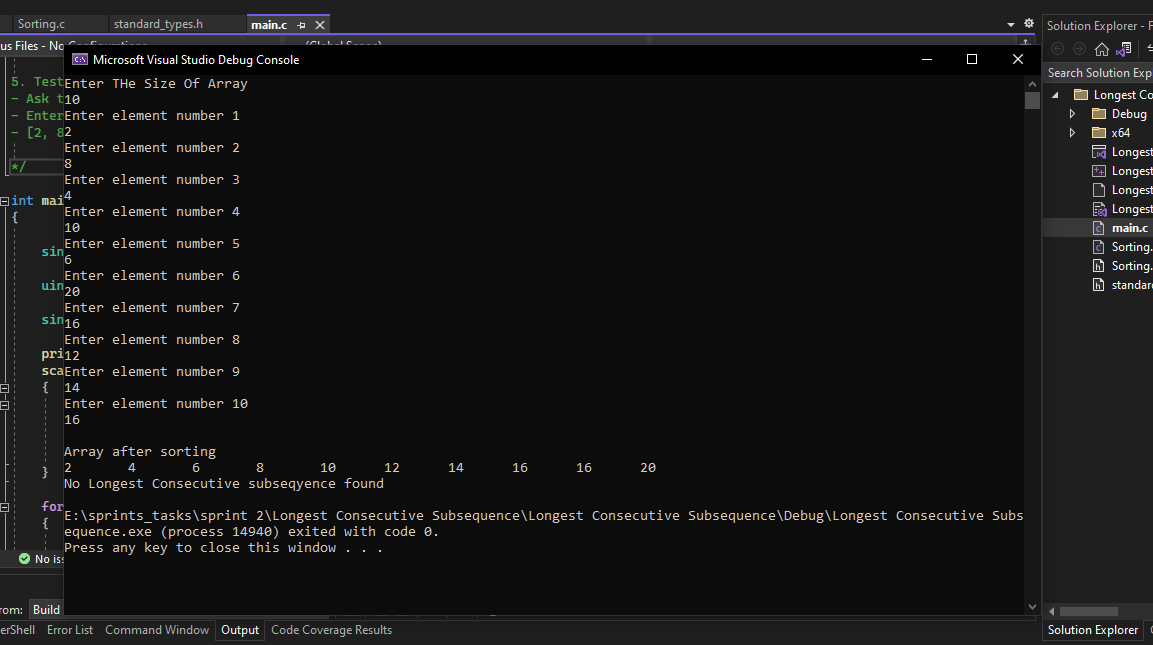 Sorting.c standard_types.h main.c
Solution Explorer - F
us Files - No Configurations (Global Scope)
Microsoft Visual Studio Debug Console
Search Solution Exp
Longest Co
Debug
x64
Longest
Longest
Longest
Longest
main.c
Sorting.
Sorting.
standard
5. Test
- Ask t
- Enter
- [2, 8
*/
int mai
{
sin
uin
sin
pri
sca
{
}
for
{
Enter THe Size Of Array
10
Enter element number 1
2
Enter element number 2
8
Enter element number 3
4
Enter element number 4
10
Enter element number 5
6
Enter element number 6
20
Enter element number 7
16
Enter element number 8
12
Enter element number 9
14
Enter element number 10
16
Array after sorting
2 4 6 8 10 12 14 16 16 20
No Longest Consecutive subseqyence found
E:\sprints_tasks\sprint 2\Longest Consecutive Subsequence\Longest Consecutive Subsequence\Debug\Longest Consecutive Subs
equence.exe (process 14940) exited with code 0.
Press any key to close this window . . .
No iss
rom: Build
erShell Error List Command Window Output Code Coverage Results
Solution Explorer